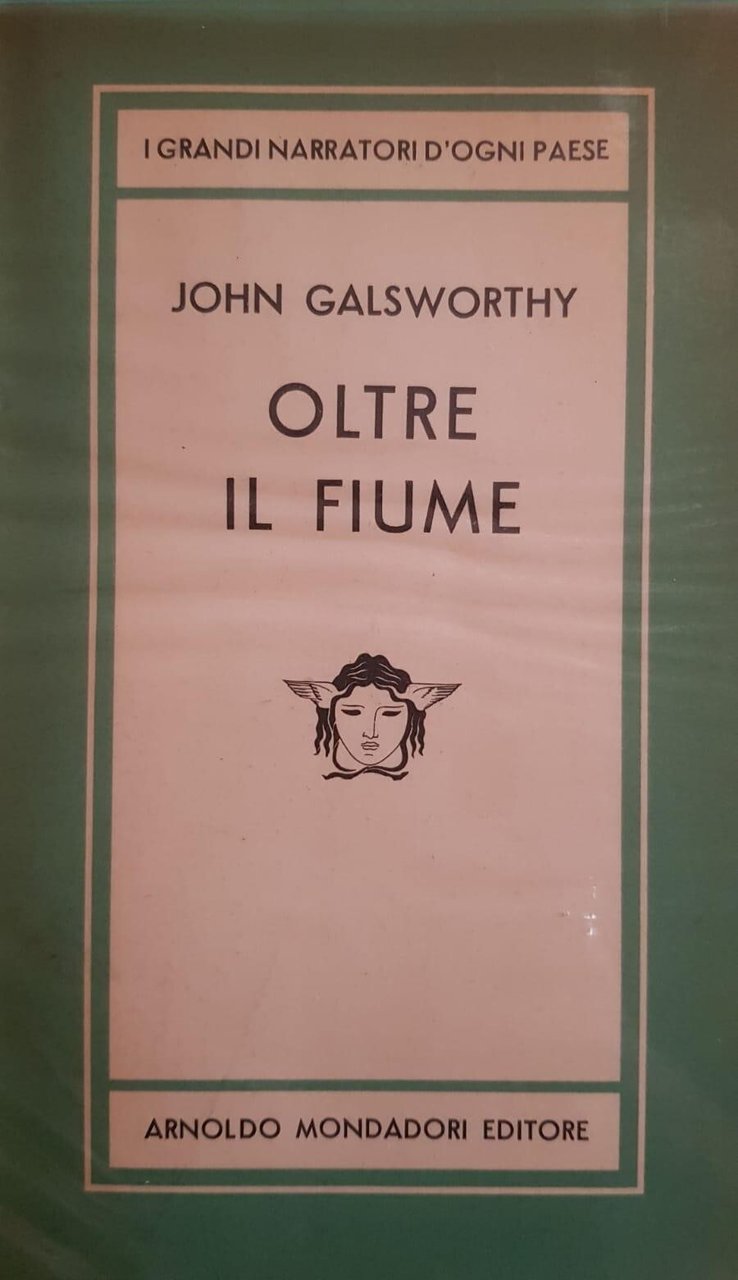 I GRANDI NARRATORI D'OGNI PAESE
JOHN GALSWORTHY
OLTRE
IL FIUME
ARNOLDO MONDADORI EDITORE